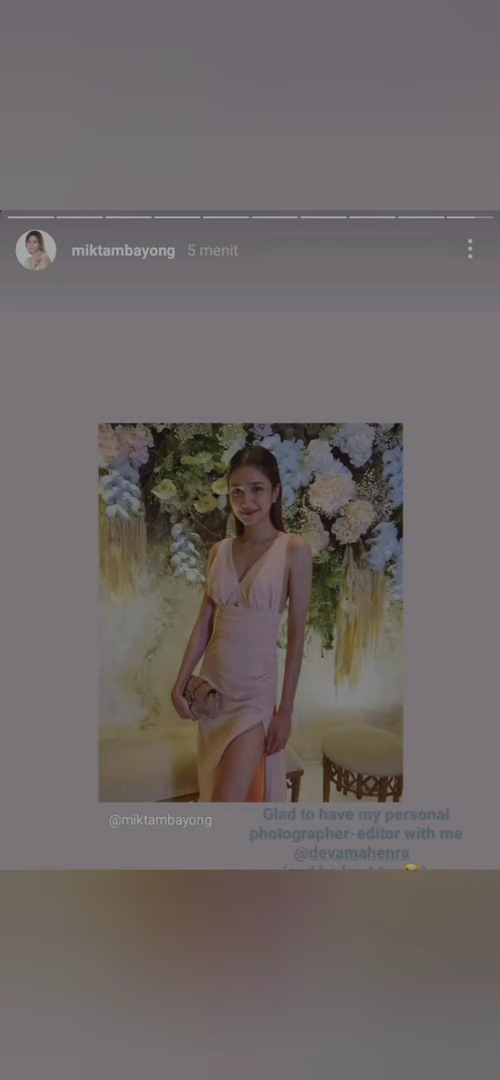 miktambayong 5 menit
@miktambayong
Glad to have my personal
photographer-editor with me
@devamahenra